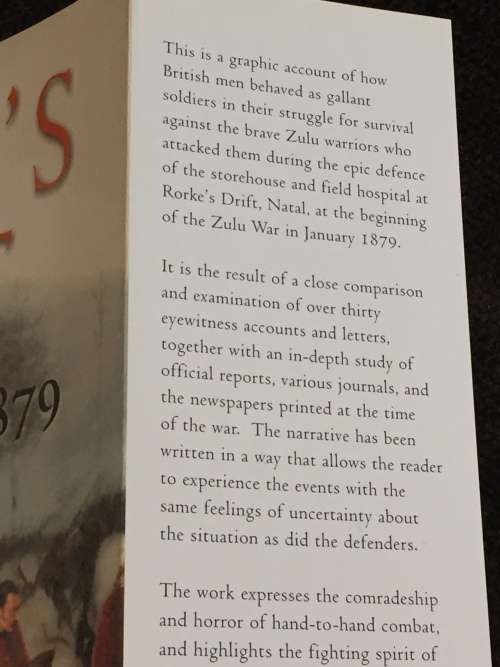 'S
879
This is a graphic account of how
British men behaved as gallant
soldiers in their struggle for survival
against the brave Zulu warriors who
attacked them during the epic defence
of the storehouse and field hospital at
Rorke's Drift, Natal, at the beginning
of the Zulu War in January 1879.
It is the result of a close comparison
and examination of over thirty
eyewitness accounts and letters,
together with an in-depth study of
official reports, various journals, and
the newspapers printed at the time
of the war. The narrative has been
written in a way that allows the reader
to experience the events with the
same feelings of uncertainty about
the situation as did the defenders.
The work expresses the comradeship
and horror of hand-to-hand combat,
and highlights the fighting spirit of